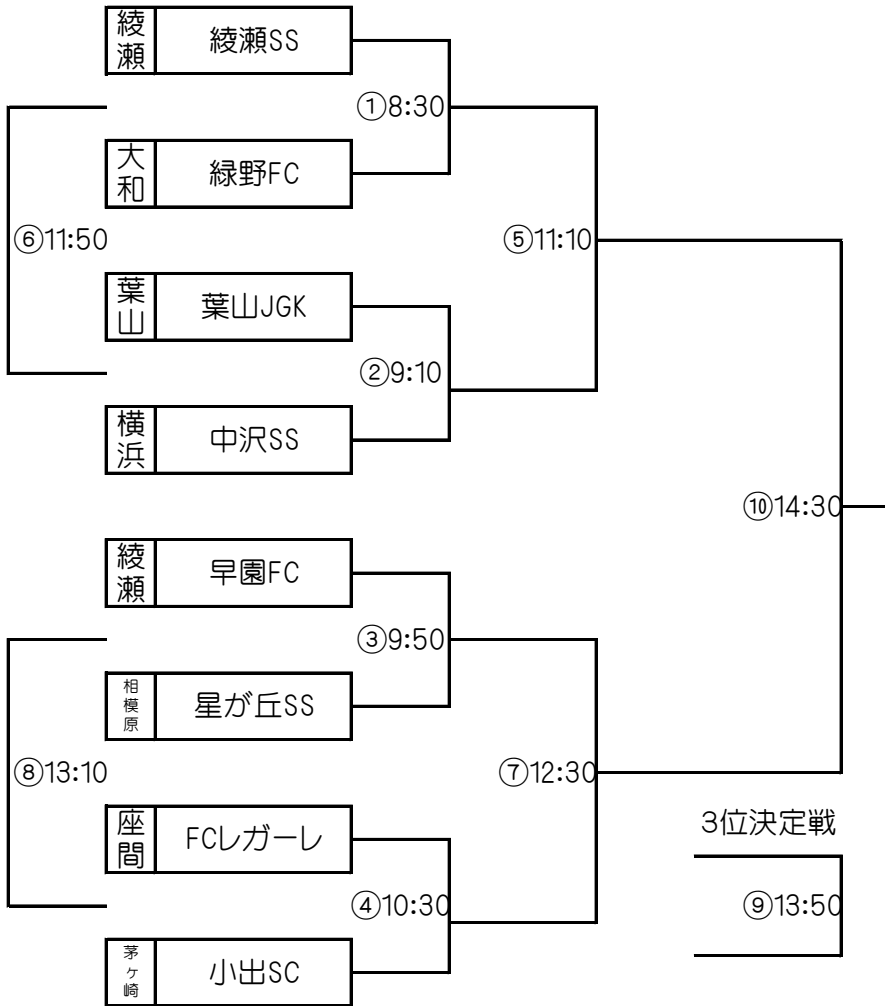 綾瀬 綾瀬SS
①8:30
大和 緑野FC
⑥11:50
⑤11:10
葉山 葉山JGK
②9:10
横浜 中沢SS
⑩14:30
綾瀬 早園FC
③9:50
相模原 星が丘SS
⑧13:10
⑦12:30
座間 FCレガーレ
3位決定戦
④10:30
⑨13:50
茅ヶ崎 小出SC